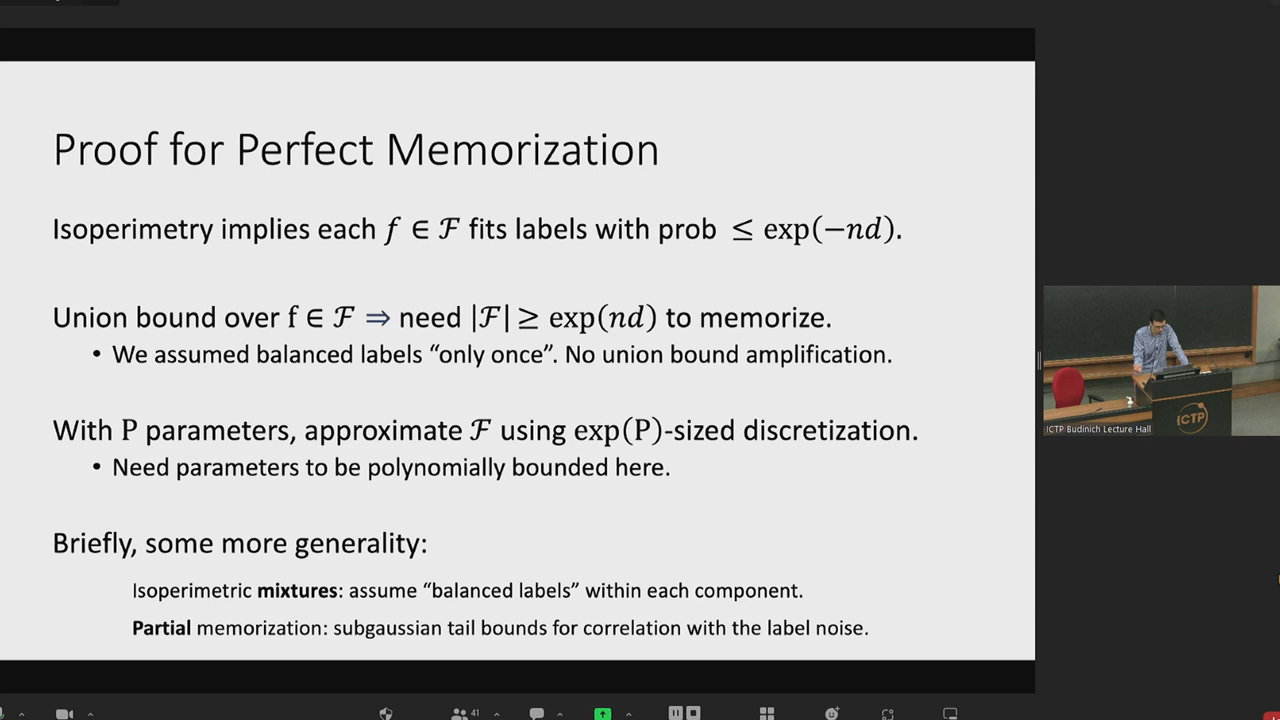 Proof for Perfect Memorization
Isoperimetry implies each f ∈ ℱ fits labels with prob ≤ exp(−nd).
Union bound over f ∈ ℱ ⇒ need |ℱ| ≥ exp(nd) to memorize.
• We assumed balanced labels “only once”. No union bound amplification.
With P parameters, approximate ℱ using exp(P)-sized discretization.
• Need parameters to be polynomially bounded here.
Briefly, some more generality:
Isoperimetric mixtures: assume “balanced labels” within each component.
Partial memorization: subgaussian tail bounds for correlation with the label noise.
ICTP
ICTP Budinich Lecture Hall
41